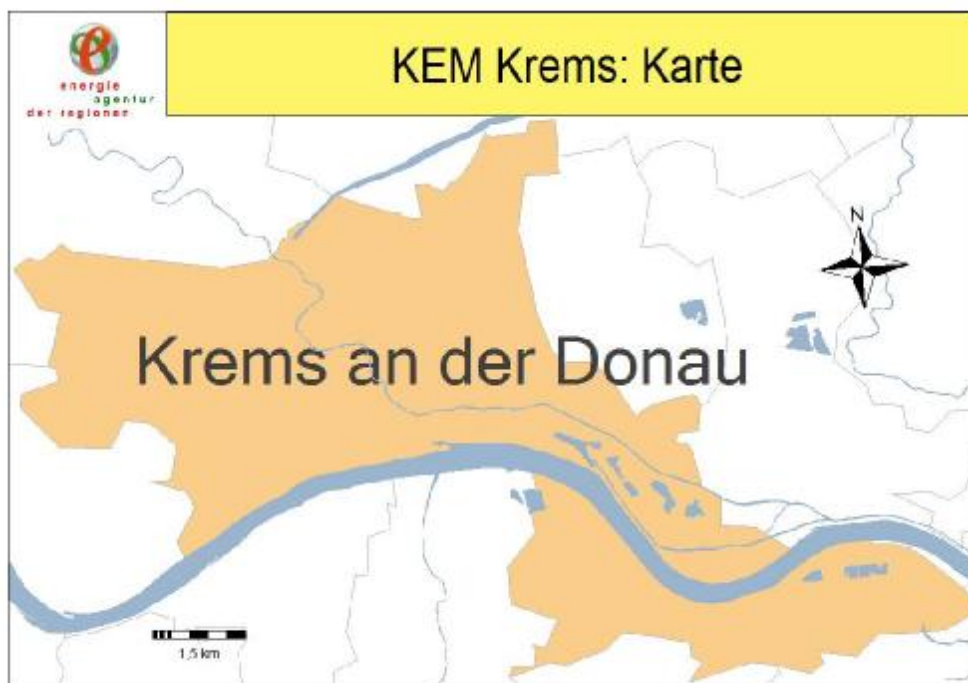 energie
agentur
der regionen
KEM Krems: Karte
N
Krems an der Donau
1,5 km